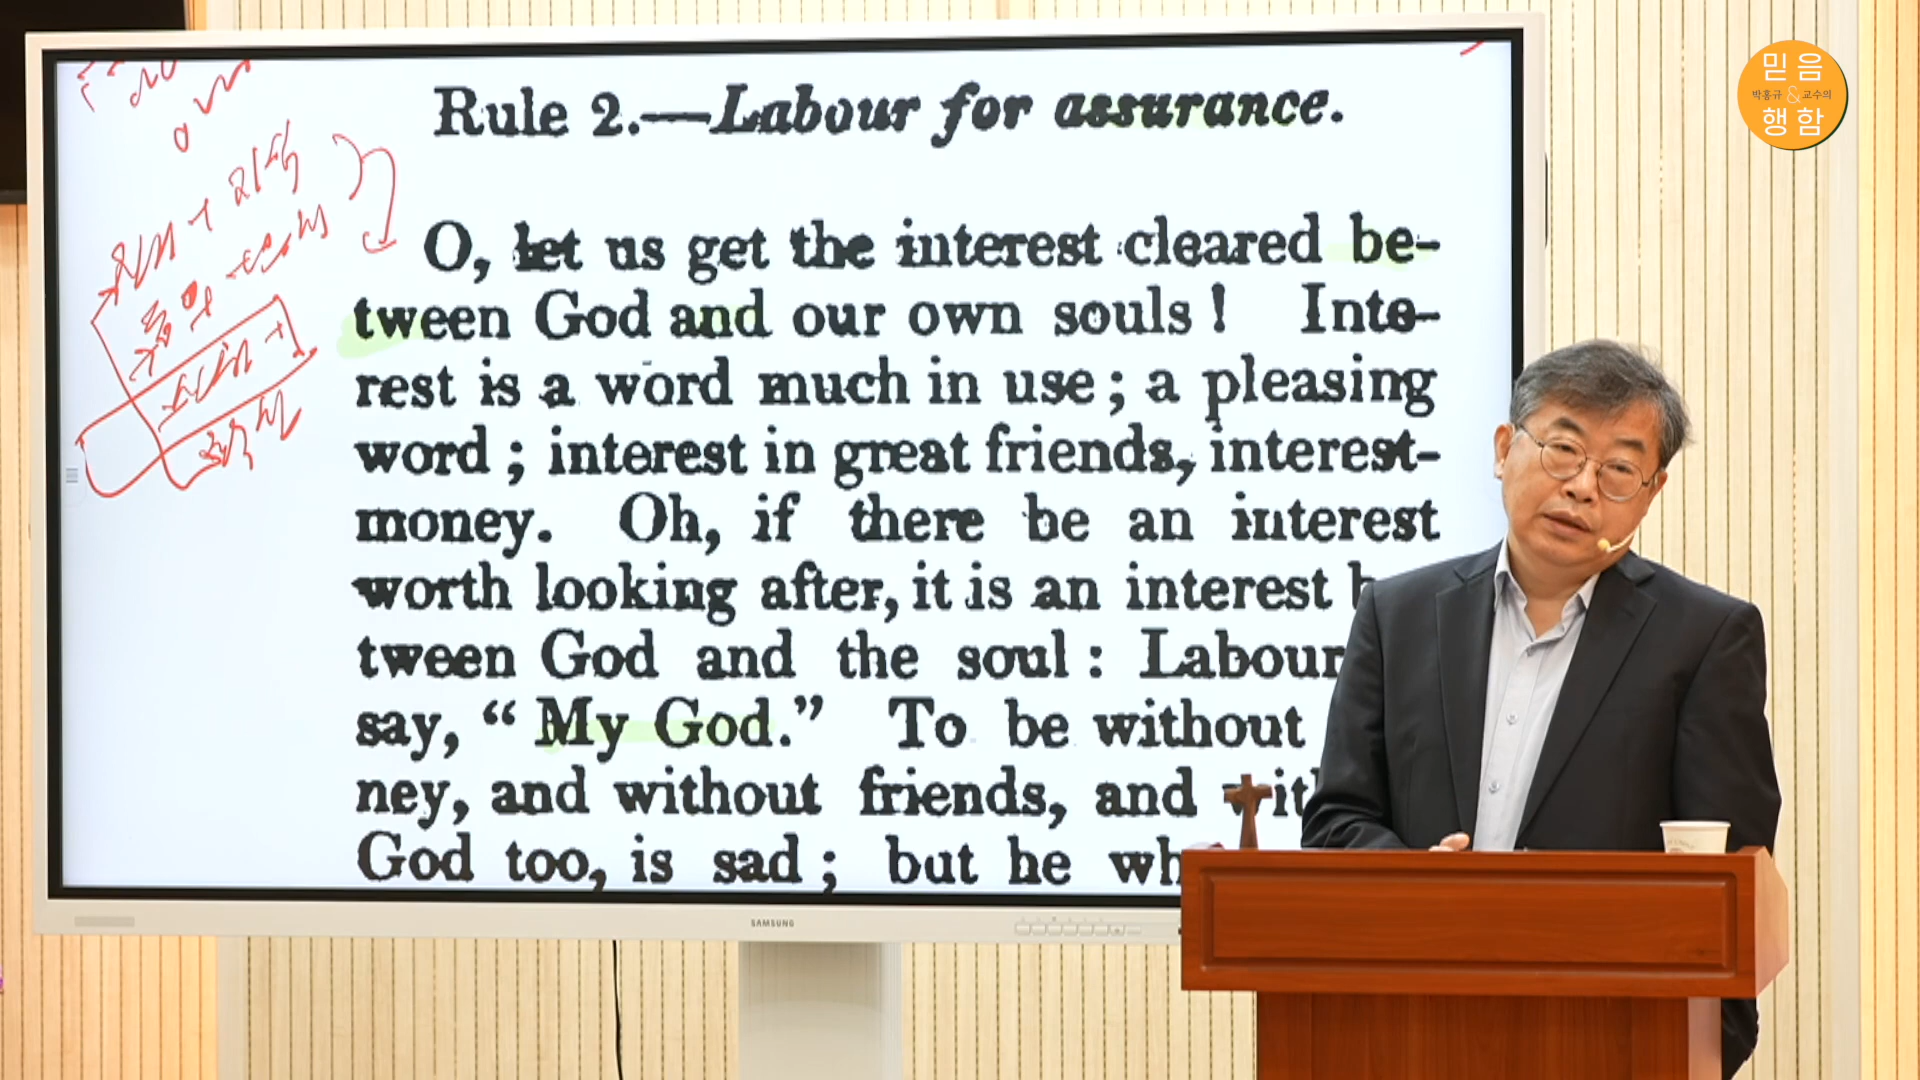 Rule 2.—Labour for assurance.
O, let us get the interest cleared be-
tween God and our own souls! Inte-
rest is a word much in use; a pleasing
word; interest in great friends, interest-
money. Oh, if there be an interest
worth looking after, it is an interest b
tween God and the soul: Labour
say, "My God." To be without
ney, and without friends, and with
God too, is sad; but he wh
SAMSUNG
믿음
박홍규 & 교수의
행함